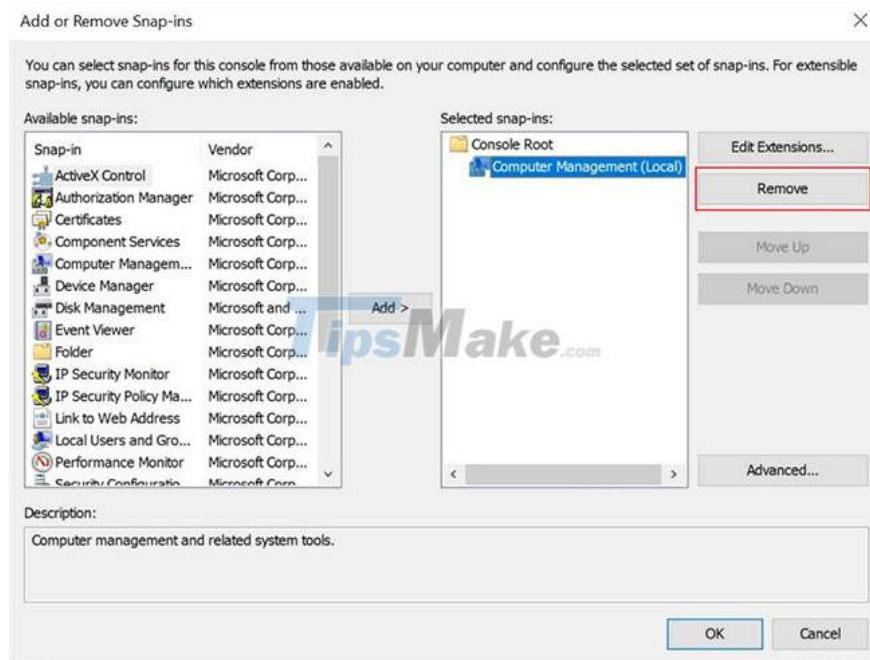 Add or Remove Snap-ins
You can select snap-ins for this console from those available on your computer and configure the selected set of snap-ins. For extensible
snap-ins, you can configure which extensions are enabled.
Available snap-ins:
Snap-in Vendor
ActiveX Control Microsoft Corp...
Authorization Manager Microsoft Corp...
Certificates Microsoft Corp...
Component Services Microsoft Corp...
Computer Managem... Microsoft Corp...
Device Manager Microsoft Corp...
Disk Management Microsoft and ...
Event Viewer Microsoft Corp...
Folder Microsoft Corp...
IP Security Monitor Microsoft Corp...
IP Security Policy Ma... Microsoft Corp...
Link to Web Address Microsoft Corp...
Local Users and Gro... Microsoft Corp...
Performance Monitor Microsoft Corp...
Security Configuratio Microsoft Corp
Add >
Selected snap-ins:
Console Root
Computer Management (Local)
Edit Extensions...
Remove
Move Up
Move Down
Advanced...
TipsMake.com
Description:
Computer management and related system tools.
OK Cancel